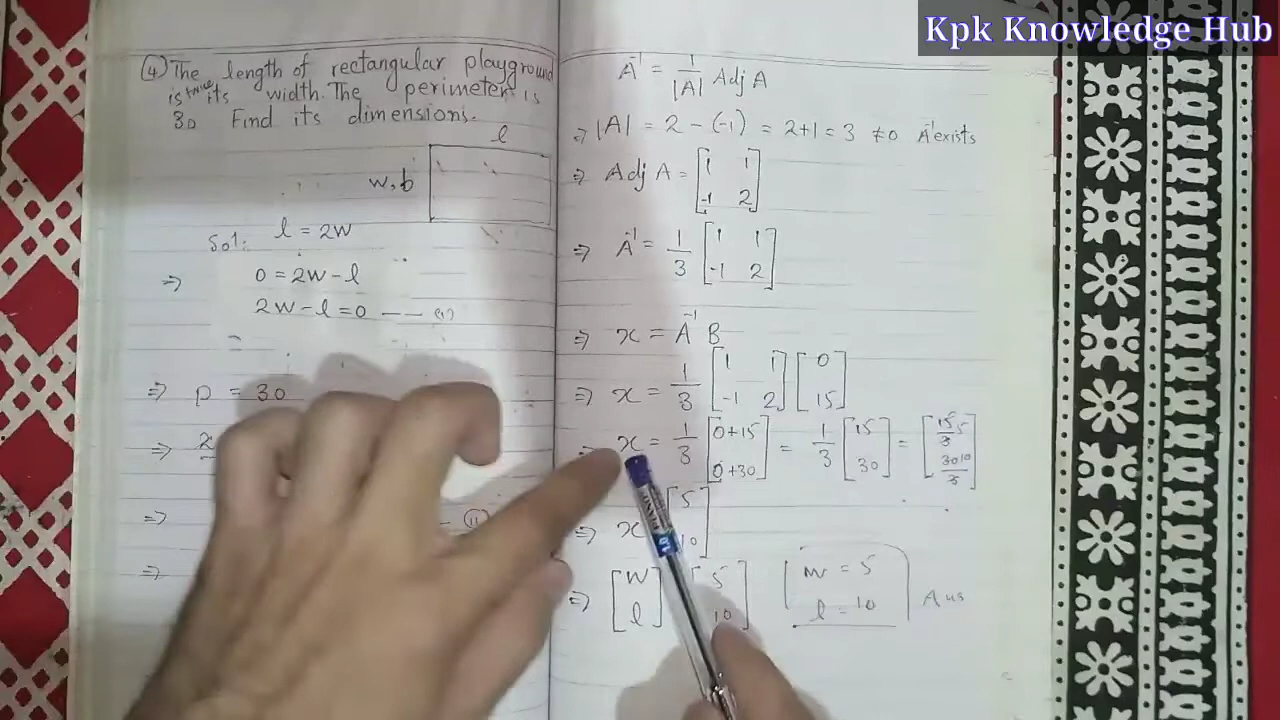 Kpk Knowledge Hub
④ The length of rectangular playground
is twice its width. The perimeter is
30 Find its dimensions.
l
w, b
Sol: l = 2w
⇒ 0 = 2w - l
2w - l = 0 —— (i)
⇒ p = 30
⇒ 2
⇒ - (ii)
⇒
A⁻¹ = 1/|A| Adj A
⇒ |A| = 2 - (-1) = 2+1 = 3 ≠0 A⁻¹ exists
⇒ Adj A = [1 1
-1 2]
⇒ A⁻¹ = 1/3 [1 1
-1 2]
⇒ x = A⁻¹ B
⇒ x = 1/3 [1 1
-1 2] [0
15]
⇒ x = 1/3 [0+15
0+30] = 1/3 [15
30] = [15/3 5
30/3 10]
⇒ x [5
10]
⇒ [w
l] [5
10] w = 5
l = 10 Ans